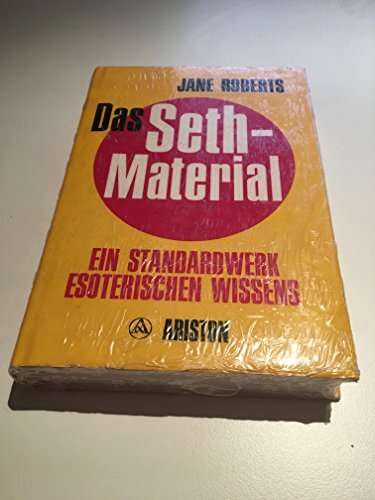 JANE ROBERTS
Das Seth-
Material
EIN STANDARDWERK
ESOTERISCHEN WISSENS
ARISTON